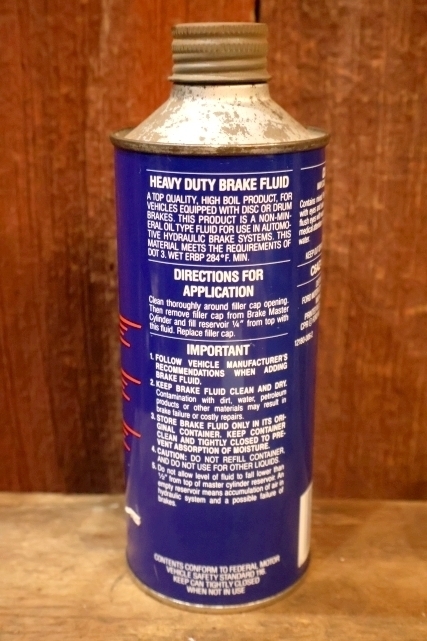 HEAVY DUTY BRAKE FLUID
A TOP QUALITY, HIGH BOIL PRODUCT, FOR
VEHICLES EQUIPPED WITH DISC OR DRUM
BRAKES. THIS PRODUCT IS A NON-MIN-
ERAL OIL TYPE FLUID FOR USE IN AUTOMO-
TIVE HYDRAULIC BRAKE SYSTEMS. THIS
MATERIAL MEETS THE REQUIREMENTS OF
DOT 3. WET ERBP 284°F. MIN.
DIRECTIONS FOR
APPLICATION
Clean thoroughly around filler cap opening.
Then remove filler cap from Brake Master
Cylinder and fill reservoir ¼" from top with
this fluid. Replace filler cap.
IMPORTANT
1. FOLLOW VEHICLE MANUFACTURER'S
RECOMMENDATIONS WHEN ADDING
BRAKE FLUID.
2. KEEP BRAKE FLUID CLEAN AND DRY.
Contamination with dirt, water, petroleum
products or other materials may result in
brake failure or costly repairs.
3. STORE BRAKE FLUID ONLY IN ITS ORI-
GINAL CONTAINER. KEEP CONTAINER
CLEAN AND TIGHTLY CLOSED TO PRE-
VENT ABSORPTION OF MOISTURE.
4. CAUTION: DO NOT REFILL CONTAINER,
AND DO NOT USE FOR OTHER LIQUIDS.
5. Do not allow level of fluid to fall lower than
½" from top of master cylinder reservoir. An
empty reservoir means accumulation of air in
hydraulic system and a possible failure of
brakes.
CONTENTS CONFORM TO FEDERAL MOTOR
VEHICLE SAFETY STANDARD 116.
KEEP CAN TIGHTLY CLOSED
WHEN NOT IN USE
Contains
with eyes
flush eyes
medical
water.